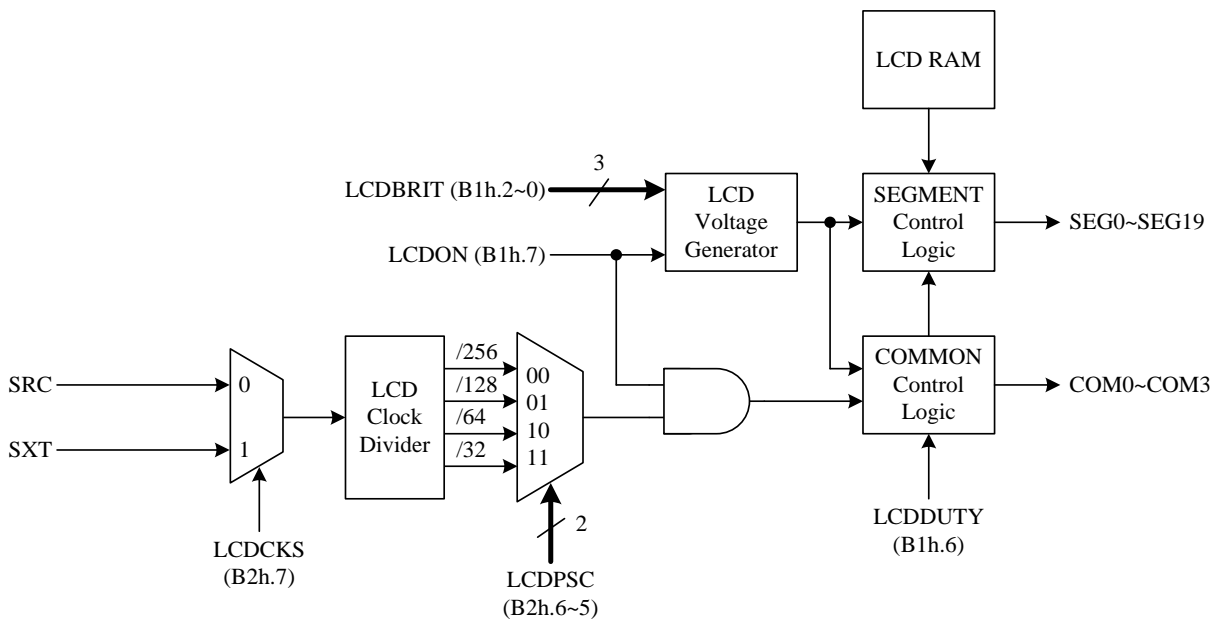 LCD RAM
3
LCDBRIT (B1h.2~0)
LCD
Voltage
Generator
SEGMENT
Control
Logic
SEG0~SEG19
LCDON (B1h.7)
SRC
SXT
0
1
LCDCKS
(B2h.7)
LCD
Clock
Divider
/256
/128
/64
/32
00
01
10
11
2
LCDPSC
(B2h.6~5)
COMMON
Control
Logic
COM0~COM3
LCDDUTY
(B1h.6)